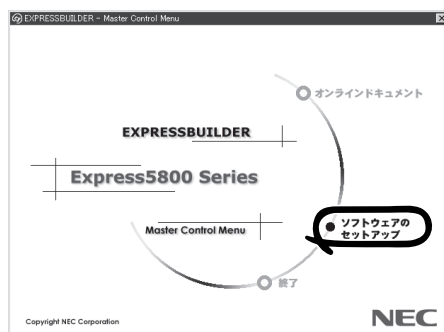 EXPRESSBUILDER - Master Control Menu
オンラインドキュメント
EXPRESSBUILDER
Express5800 Series
ソフトウェアの
セットアップ
Master Control Menu
終了
Copyright NEC Corporation
NEC